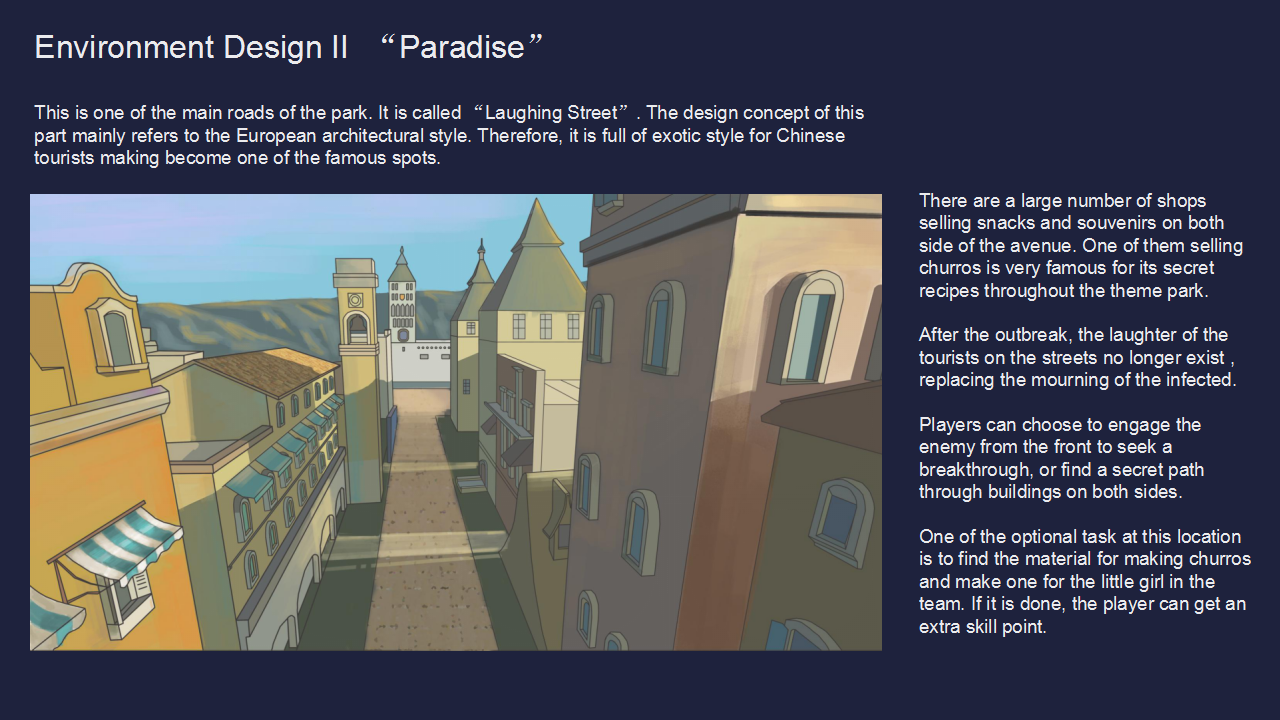 Environment Design II “Paradise”
This is one of the main roads of the park. It is called “Laughing Street” . The design concept of this
part mainly refers to the European architectural style. Therefore, it is full of exotic style for Chinese
tourists making become one of the famous spots.
There are a large number of shops
selling snacks and souvenirs on both
side of the avenue. One of them selling
churros is very famous for its secret
recipes throughout the theme park.
After the outbreak, the laughter of the
tourists on the streets no longer exist ,
replacing the mourning of the infected.
Players can choose to engage the
enemy from the front to seek a
breakthrough, or find a secret path
through buildings on both sides.
One of the optional task at this location
is to find the material for making churros
and make one for the little girl in the
team. If it is done, the player can get an
extra skill point.